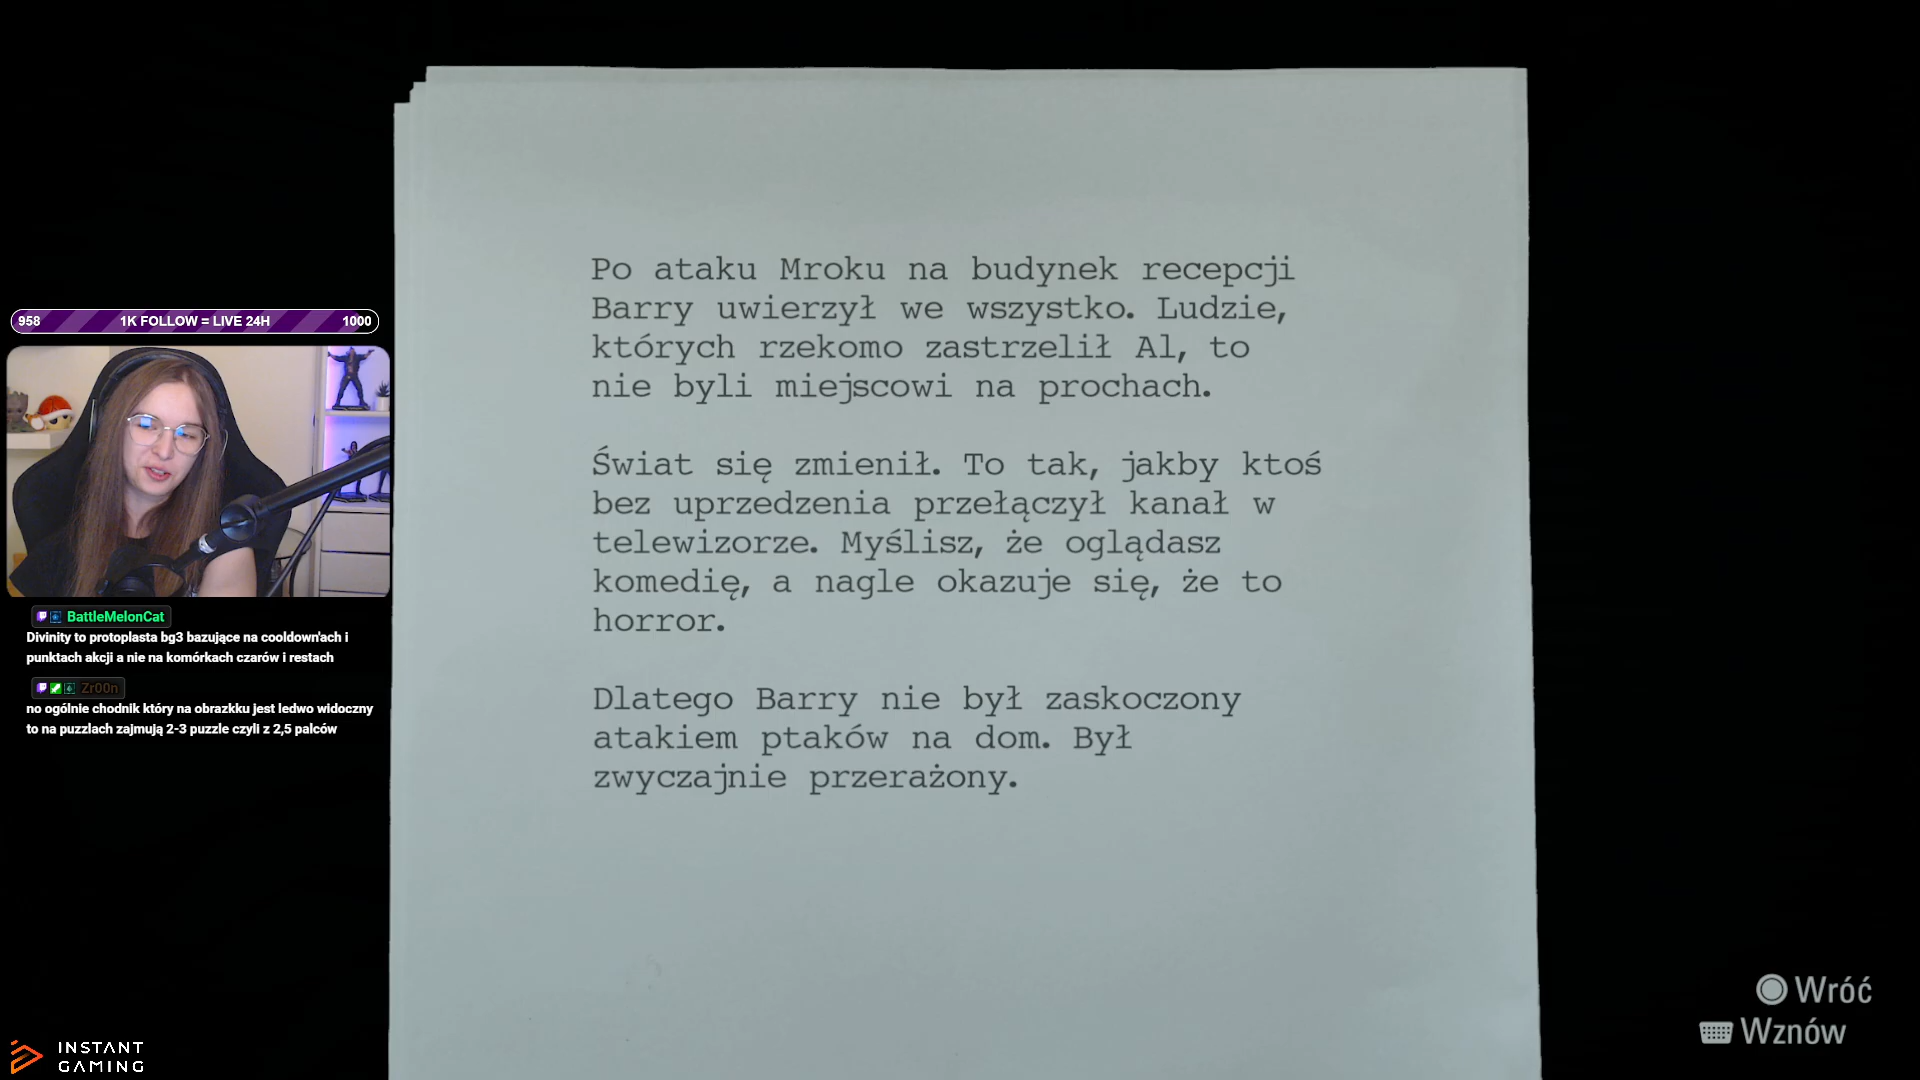 Po ataku Mroku na budynek recepcji
Barry uwierzył we wszystko. Ludzie,
których rzekomo zastrzelił Al, to
nie byli miejscowi na prochach.
Świat się zmienił. To tak, jakby ktoś
bez uprzedzenia przełączył kanał w
telewizorze. Myślisz, że oglądasz
komedię, a nagle okazuje się, że to
horror.
Dlatego Barry nie był zaskoczony
atakiem ptaków na dom. Był
zwyczajnie przerażony.
958 1K FOLLOW = LIVE 24H 1000
BattleMelonCat
Divinity to protoplasta bg3 bazujące na cooldown'ach i
punktach akcji a nie na komórkach czarów i restach
Zr00n
no ogólnie chodnik który na obrazkku jest ledwo widoczny
to na puzzlach zajmują 2-3 puzzle czyli z 2,5 palców
INSTANT
GAMING
Wróć
Wznów